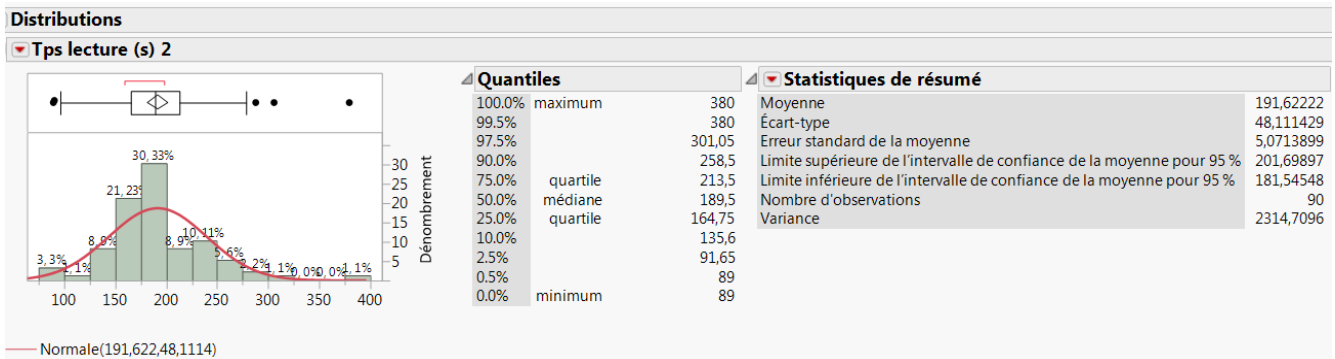 Distributions
Tps lecture (s) 2
30, 33%
21, 23%
10, 11%
8, 9%
8, 9%
5, 6%
3, 3%
2, 2%
1, 1%
1, 1%
0, 0%
0, 0%
1, 1%
30
25
20
15
10
5
Dénombrement
100 150 200 250 300 350 400
Normale(191,622,48,1114)
Quantiles
100.0% maximum 380
99.5% 380
97.5% 301,05
90.0% 258,5
75.0% quartile 213,5
50.0% médiane 189,5
25.0% quartile 164,75
10.0% 135,6
2.5% 91,65
0.5% 89
0.0% minimum 89
Statistiques de résumé
Moyenne 191,62222
Écart-type 48,111429
Erreur standard de la moyenne 5,0713899
Limite supérieure de l'intervalle de confiance de la moyenne pour 95 % 201,69897
Limite inférieure de l'intervalle de confiance de la moyenne pour 95 % 181,54548
Nombre d'observations 90
Variance 2314,7096